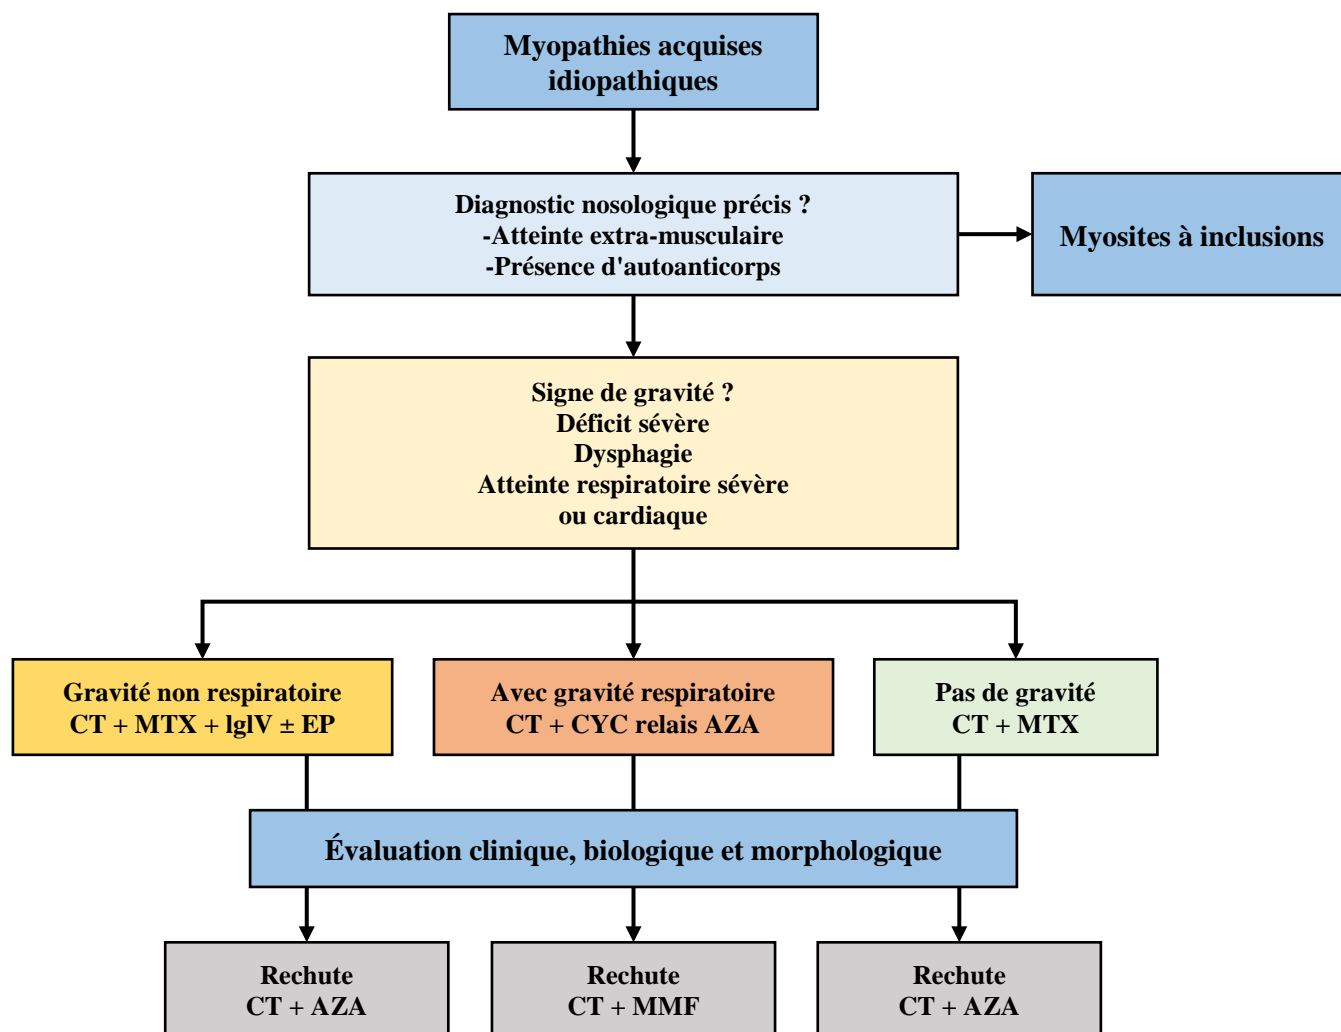 Myopathies acquises
idiopathiques
Diagnostic nosologique précis ?
-Atteinte extra-musculaire
-Présence d'autoanticorps
Myosites à inclusions
Signe de gravité ?
Déficit sévère
Dysphagie
Atteinte respiratoire sévère
ou cardiaque
Gravité non respiratoire
CT + MTX + lglV ± EP
Avec gravité respiratoire
CT + CYC relais AZA
Pas de gravité
CT + MTX
Évaluation clinique, biologique et morphologique
Rechute
CT + AZA
Rechute
CT + MMF
Rechute
CT + AZA